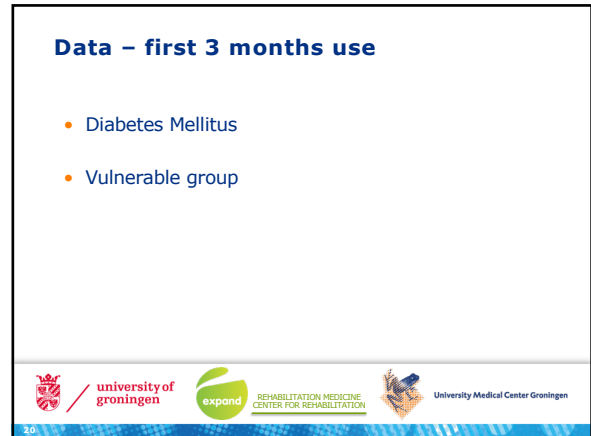 Data – first 3 months use
• Diabetes Mellitus
• Vulnerable group
university of
groningen
expand
REHABILITATION MEDICINE
CENTER FOR REHABILITATION
University Medical Center Groningen
20